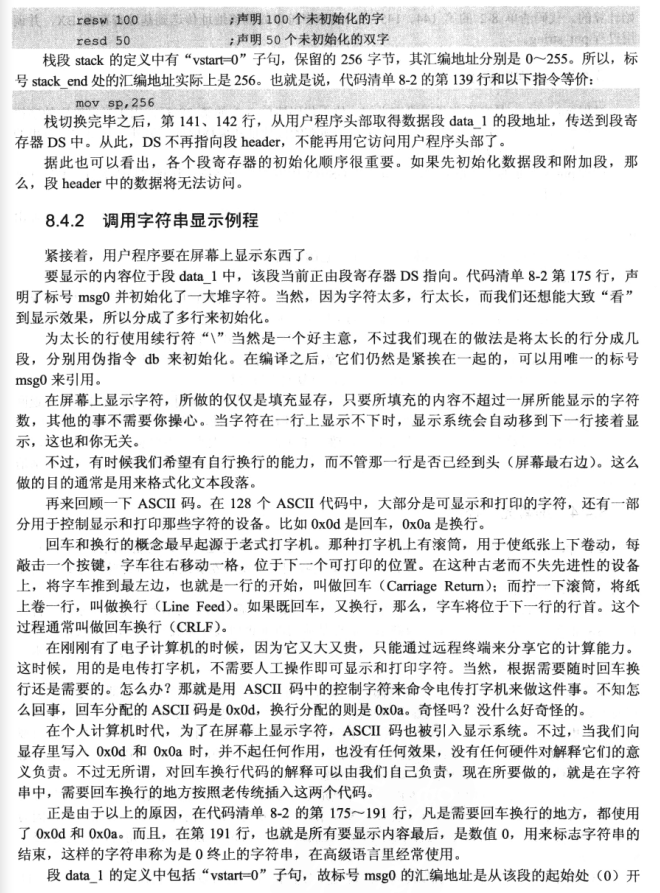 resw 100 ;声明 100 个未初始化的字
resd 50 ;声明 50 个未初始化的双字
栈段 stack 的定义中有“vstart=0”子句，保留的 256 字节，其汇编地址分别是 0～255。所以，标
号 stack_end 处的汇编地址实际上是 256。也就是说，代码清单 8-2 的第 139 行和以下指令等价：
mov sp,256
栈切换完毕之后，第 141、142 行，从用户程序头部取得数据段 data_1 的段地址，传送到段寄
存器 DS 中。从此，DS 不再指向段 header，不能再用它访问用户程序头部了。
据此也可以看出，各个段寄存器的初始化顺序很重要。如果先初始化数据段和附加段，那
么，段 header 中的数据将无法访问。
8.4.2 调用字符串显示例程
紧接着，用户程序要在屏幕上显示东西了。
要显示的内容位于段 data_1 中，该段当前正由段寄存器 DS 指向。代码清单 8-2 第 175 行，声
明了标号 msg0 并初始化了一大堆字符。当然，因为字符太多，行太长，而我们还想能大致“看”
到显示效果，所以分成了多行来初始化。
为太长的行使用续行符“\”当然是一个好主意，不过我们现在的做法是将太长的行分成几
段，分别用伪指令 db 来初始化。在编译之后，它们仍然是紧挨在一起的，可以用唯一的标号
msg0 来引用。
在屏幕上显示字符，所做的仅仅是填充显存，只要所填充的内容不超过一屏所能显示的字符
数，其他的事不需要你操心。当字符在一行上显示不下时，显示系统会自动移到下一行接着显
示，这也和你无关。
不过，有时候我们希望有自行换行的能力，而不管那一行是否已经到头（屏幕最右边）。这么
做的目的通常是用来格式化文本段落。
再来回顾一下 ASCII 码。在 128 个 ASCII 代码中，大部分是可显示和打印的字符，还有一部
分用于控制显示和打印那些字符的设备。比如 0x0d 是回车，0x0a 是换行。
回车和换行的概念最早起源于老式打字机。那种打字机上有滚筒，用于使纸张上下卷动，每
敲击一个按键，字车往右移动一格，位于下一个可打印的位置。在这种古老而不失先进性的设备
上，将字车推到最左边，也就是一行的开始，叫做回车（Carriage Return）；而拧一下滚筒，将纸
上卷一行，叫做换行（Line Feed）。如果既回车，又换行，那么，字车将位于下一行的行首。这个
过程通常叫做回车换行（CRLF）。
在刚刚有了电子计算机的时候，因为它又大又贵，只能通过远程终端来分享它的计算能力。
这时候，用的是电传打字机，不需要人工操作即可显示和打印字符。当然，根据需要随时回车换
行还是需要的。怎么办？那就是用 ASCII 码中的控制字符来命令电传打字机来做这件事。不知怎
么回事，回车分配的 ASCII 码是 0x0d，换行分配的则是 0x0a。奇怪吗？没什么好奇怪的。
在个人计算机时代，为了在屏幕上显示字符，ASCII 码也被引入显示系统。不过，当我们向
显存里写入 0x0d 和 0x0a 时，并不起任何作用，也没有任何效果，没有任何硬件对解释它们的意
义负责。不过无所谓，对回车换行代码的解释可以由我们自己负责，现在所要做的，就是在字符
串中，需要回车换行的地方按照老传统插入这两个代码。
正是由于以上的原因，在代码清单 8-2 的第 175～191 行，凡是需要回车换行的地方，都使用
了 0x0d 和 0x0a。而且，在第 191 行，也就是所有要显示内容最后，是数值 0，用来标志字符串的
结束，这样的字符串称为是 0 终止的字符串，在高级语言里经常使用。
段 data_1 的定义中包括“vstart=0”子句，故标号 msg0 的汇编地址是从该段的起始处（0）开